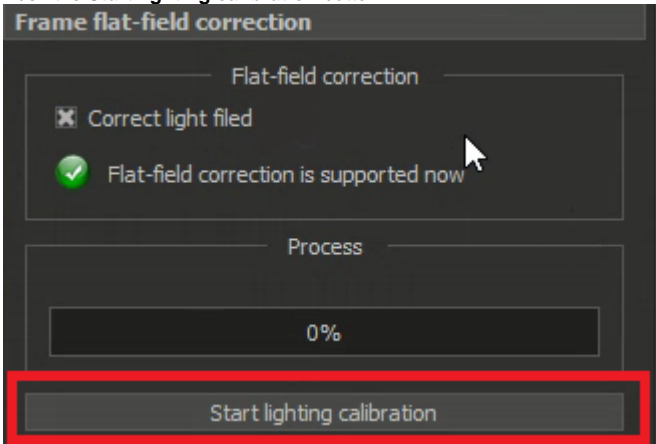 Frame flat-field correction
Flat-field correction
Correct light filed
Flat-field correction is supported now
Process
0%
Start lighting calibration